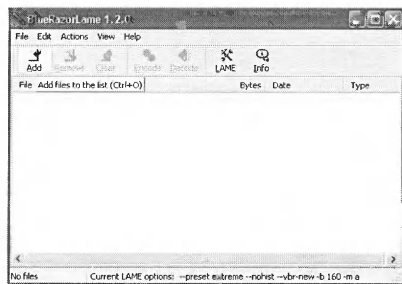 BlueRazorLame 1.2.0
File Edit Actions View Help
Add Remove Clear Encode Decode LAME Info
File Add files to the list (Ctrl+O) Bytes Date Type
No files Current LAME options: --preset extreme --nohist --vbr-new -b 160 -m a